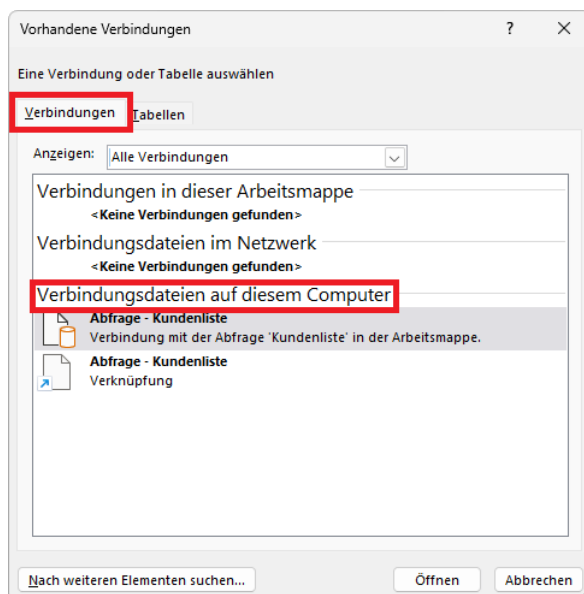 Vorhandene Verbindungen ?
Eine Verbindung oder Tabelle auswählen
Verbindungen Tabellen
Anzeigen: Alle Verbindungen
Verbindungen in dieser Arbeitsmappe
<Keine Verbindungen gefunden>
Verbindungsdateien im Netzwerk
<Keine Verbindungen gefunden>
Verbindungsdateien auf diesem Computer
Abfrage - Kundenliste
Verbindung mit der Abfrage 'Kundenliste' in der Arbeitsmappe.
Abfrage - Kundenliste
Verknüpfung
Nach weiteren Elementen suchen... Öffnen Abbrechen